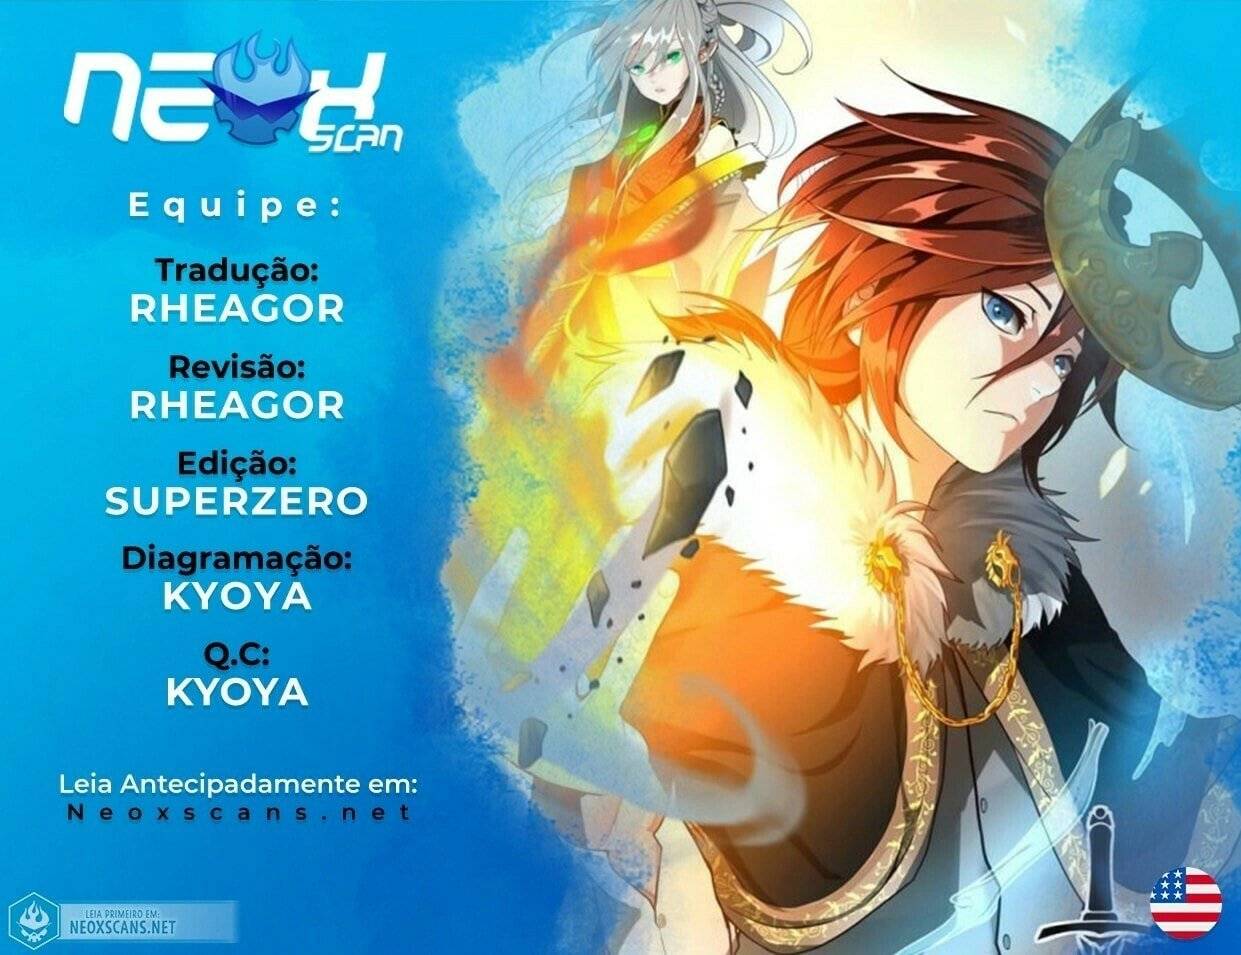 NEOX
SCAN
Equipe:
Tradução:
RHEAGOR
Revisão:
RHEAGOR
Edição:
SUPERZERO
Diagramação:
KYOYA
Q.C:
KYOYA
Leia Antecipadamente em:
Neoxscans.net
LEIA PRIMEIRO EM:
NEOXSCANS.NET